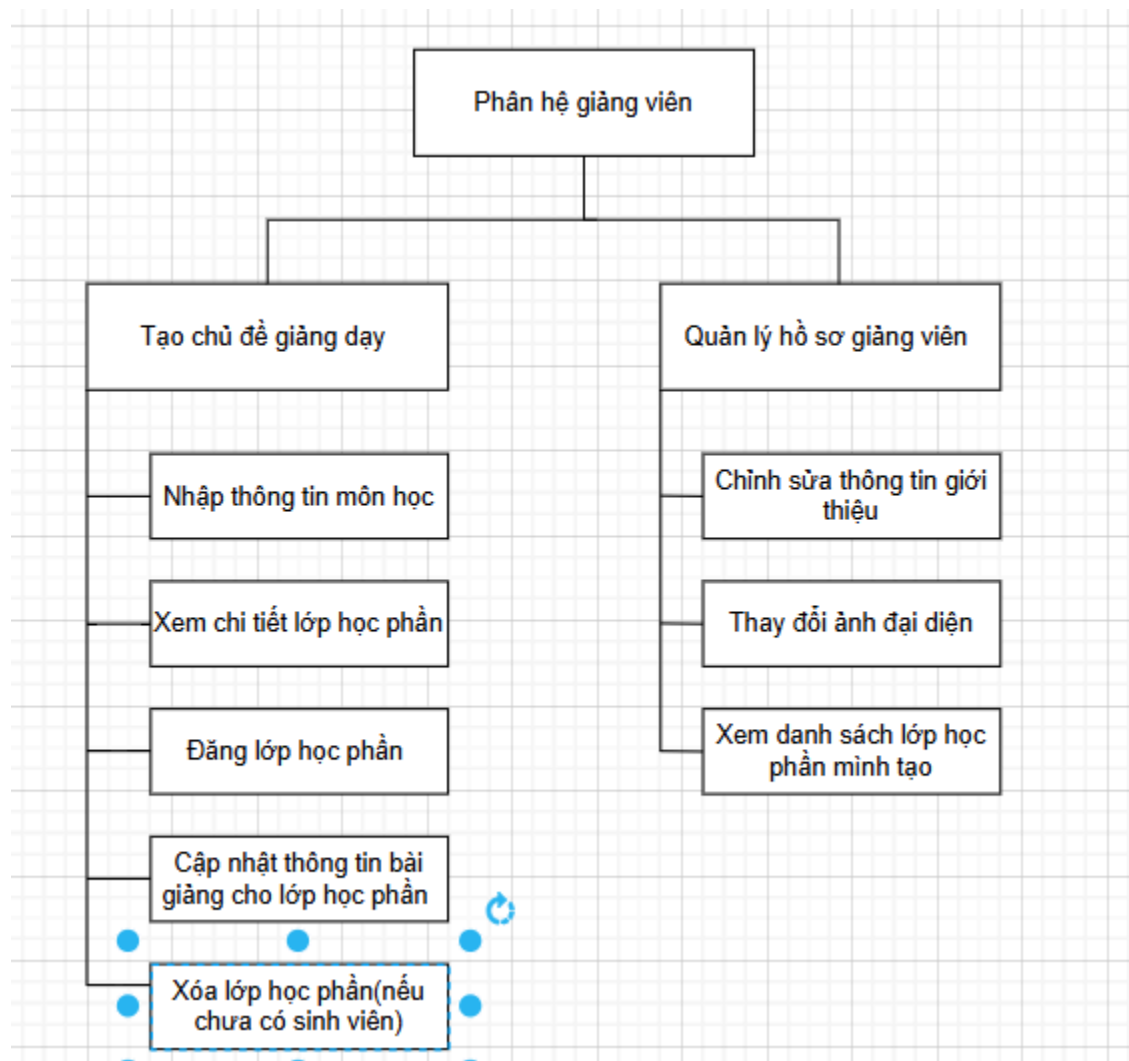 Phân hệ giảng viên
Tạo chủ đề giảng dạy
Quản lý hồ sơ giảng viên
Nhập thông tin môn học
Xem chi tiết lớp học phần
Đăng lớp học phần
Cập nhật thông tin bài
giảng cho lớp học phần
Xóa lớp học phần(nếu
chưa có sinh viên)
Chỉnh sửa thông tin giới
thiệu
Thay đổi ảnh đại diện
Xem danh sách lớp học
phần mình tạo